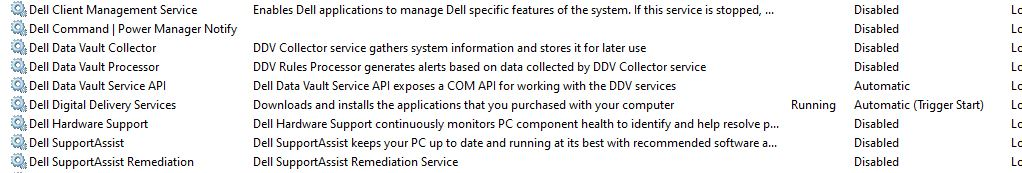 Dell Client Management Service Enables Dell applications to manage Dell specific features of the system. If this service is stopped, ... Disabled Lo
Dell Command | Power Manager Notify Disabled Lo
Dell Data Vault Collector DDV Collector service gathers system information and stores it for later use Disabled Lo
Dell Data Vault Processor DDV Rules Processor generates alerts based on data collected by DDV Collector service Disabled Lo
Dell Data Vault Service API Dell Data Vault Service API exposes a COM API for working with the DDV services Automatic Lo
Dell Digital Delivery Services Downloads and installs the applications that you purchased with your computer Running Automatic (Trigger Start) Lo
Dell Hardware Support Dell Hardware Support continuously monitors PC component health to identify and help resolve p... Disabled Lo
Dell SupportAssist Dell SupportAssist keeps your PC up to date and running at its best with recommended software a... Disabled Lo
Dell SupportAssist Remediation Dell SupportAssist Remediation Service Disabled Lo